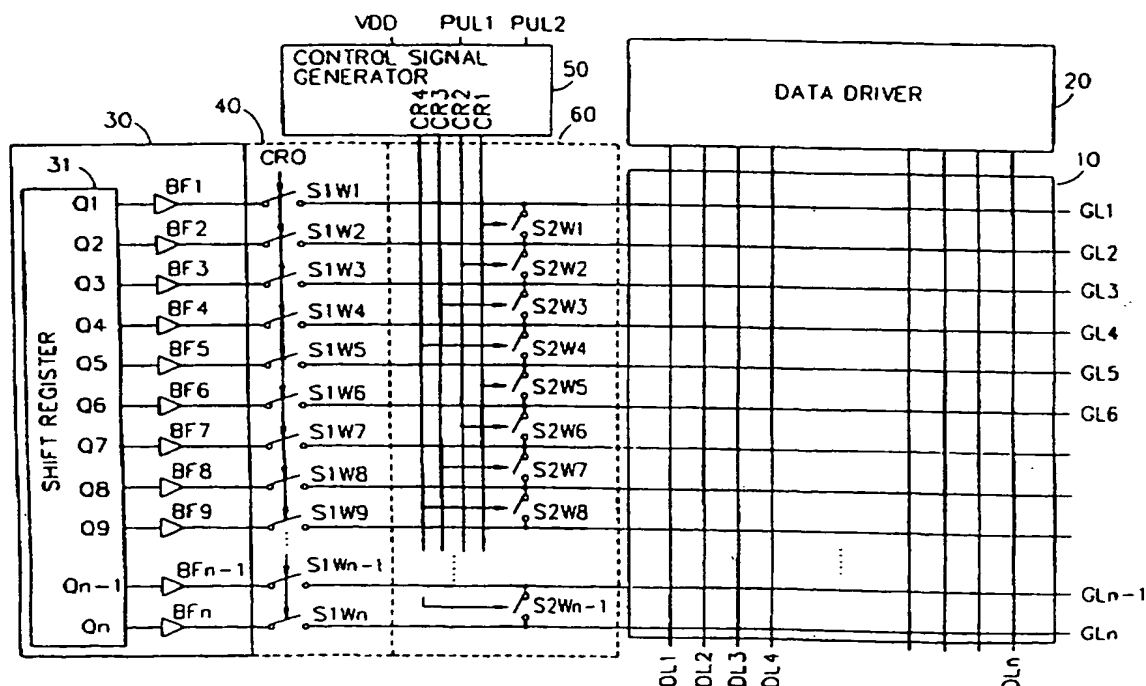 VDD PUL1 PUL2
CONTROL SIGNAL
GENERATOR
CR4 CR3 CR2 CR1
50
DATA DRIVER
20
30
40
60
10
31
CRO
SHIFT REGISTER
Q1 BF1 S1W1 GL1
S2W1
Q2 BF2 S1W2 GL2
S2W2
Q3 BF3 S1W3 GL3
S2W3
Q4 BF4 S1W4 GL4
S2W4
Q5 BF5 S1W5 GL5
S2W5
Q6 BF6 S1W6 GL6
S2W6
Q7 BF7 S1W7
S2W7
Q8 BF8 S1W8
S2W8
Q9 BF9 S1W9
Qn-1 BFn-1 S1Wn-1 GLn-1
S2Wn-1
Qn BFn S1Wn GLn
DL1 DL2 DL3 DL4 DLn